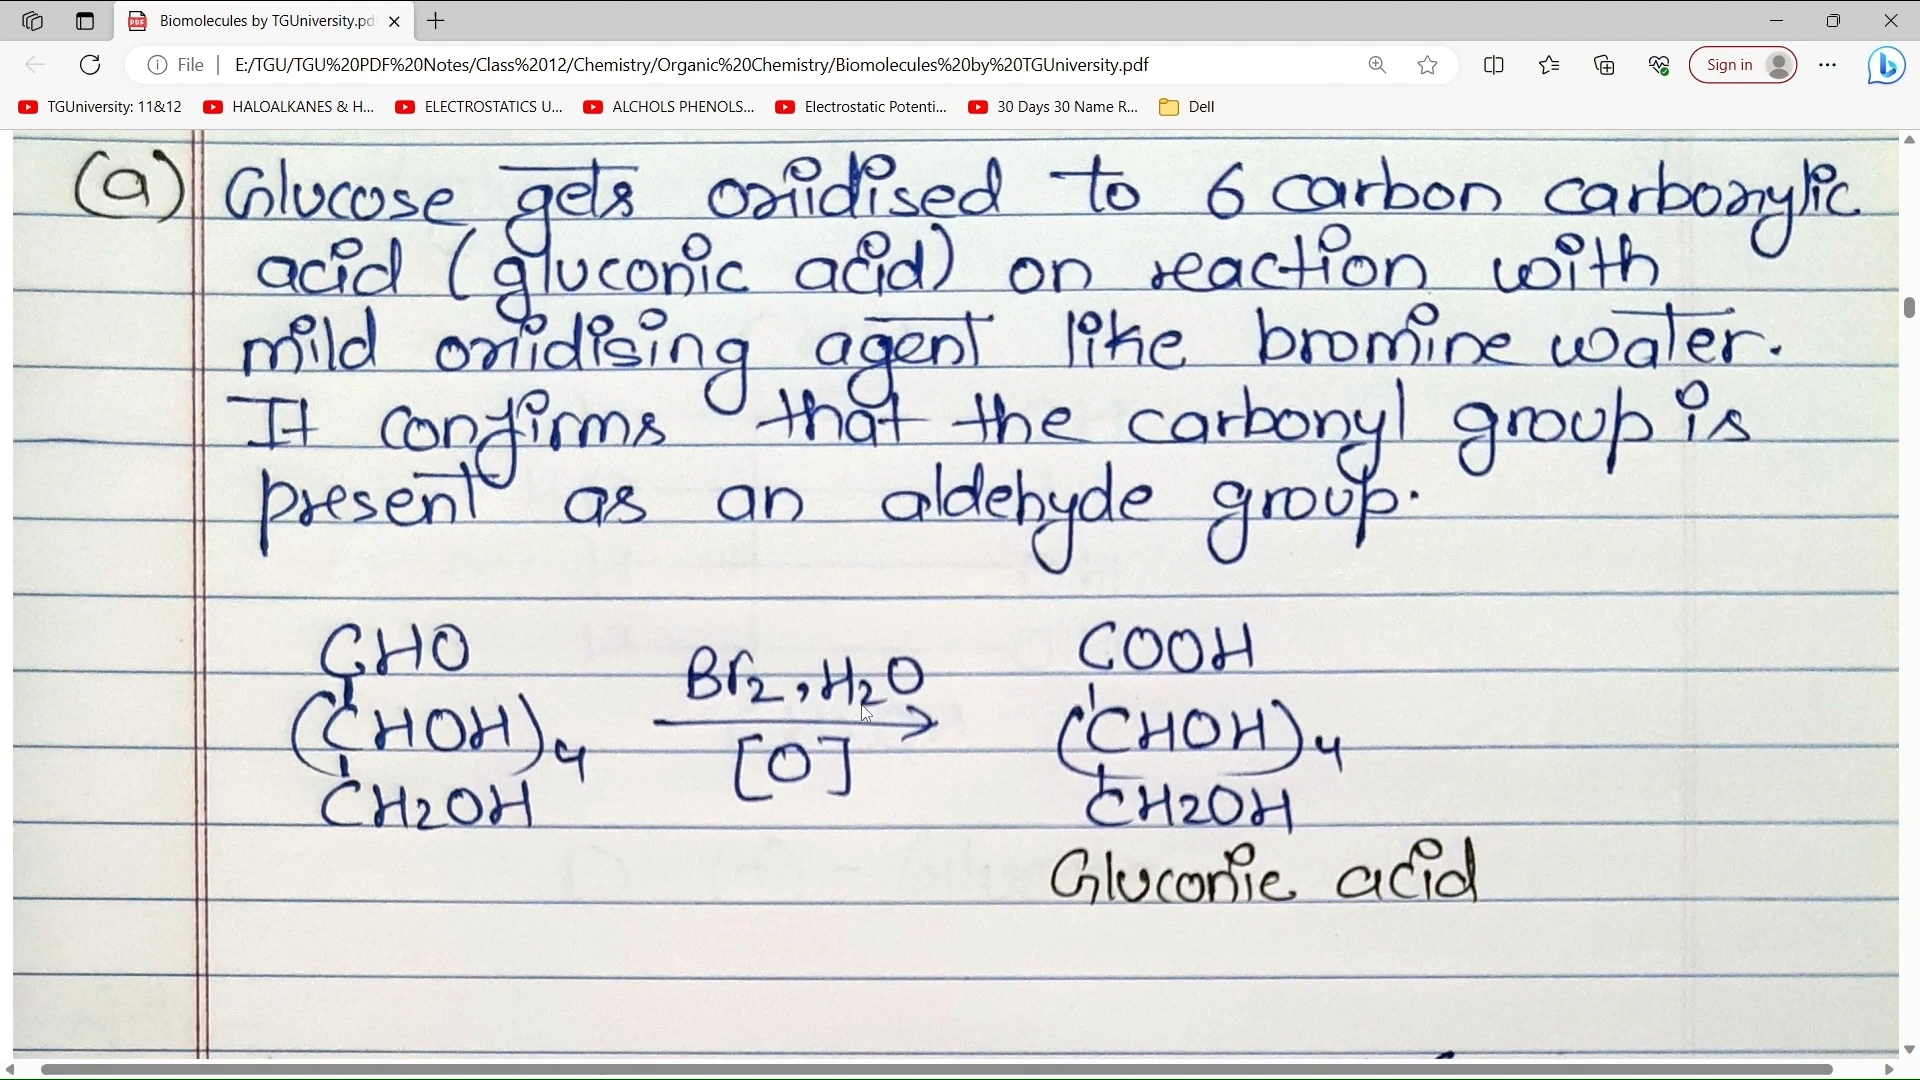 Biomolecules by TGUniversity.pd
File
E:/TGU/TGU%20PDF%20Notes/Class%2012/Chemistry/Organic%20Chemistry/Biomolecules%20by%20TGUniversity.pdf
Sign in
TGUniversity: 11&12
HALOALKANES & H...
ELECTROSTATICS U...
ALCHOLS PHENOLS...
Electrostatic Potenti...
30 Days 30 Name R...
Dell
(a) Glucose gets oxidised to 6 carbon carboxylic
acid (gluconic acid) on reaction with
mild oxidising agent like bromine water.
It confirms that the carbonyl group is
present as an aldehyde group.
CHO
(CHOH)4
CH2OH
Br2, H2O
[O]
COOH
(CHOH)4
CH2OH
Gluconic acid